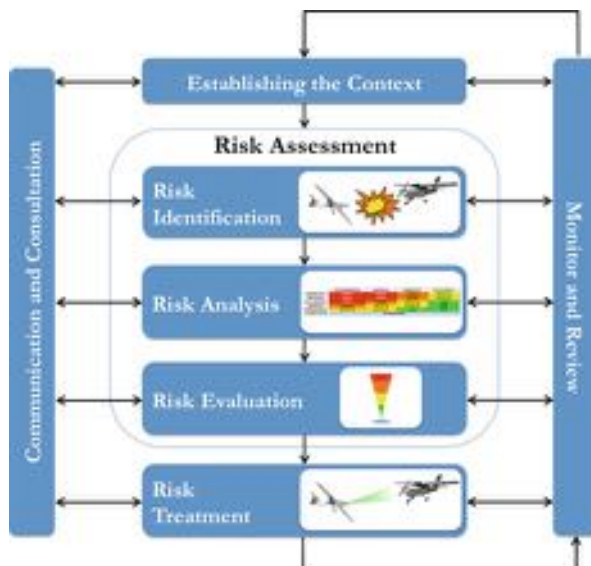 Establishing the Context
Risk Assessment
Risk
Identification
Risk Analysis
Risk Evaluation
Risk
Treatment
Communication and Consultation
Monitor and Review